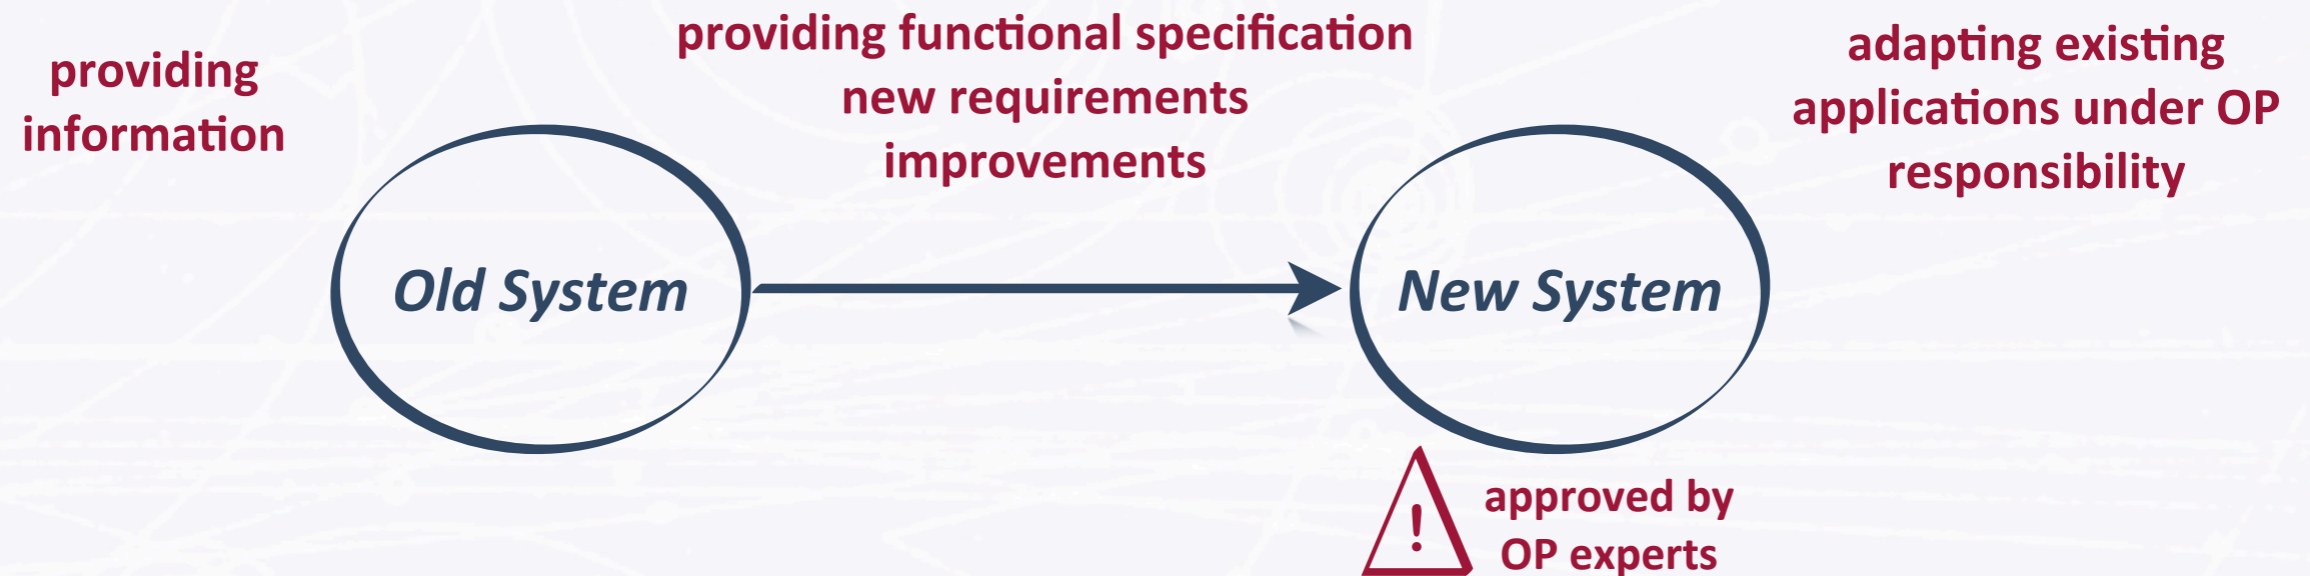 providing
information
providing functional specification
new requirements
improvements
adapting existing
applications under OP
responsibility
Old System
New System
!
approved by
OP experts